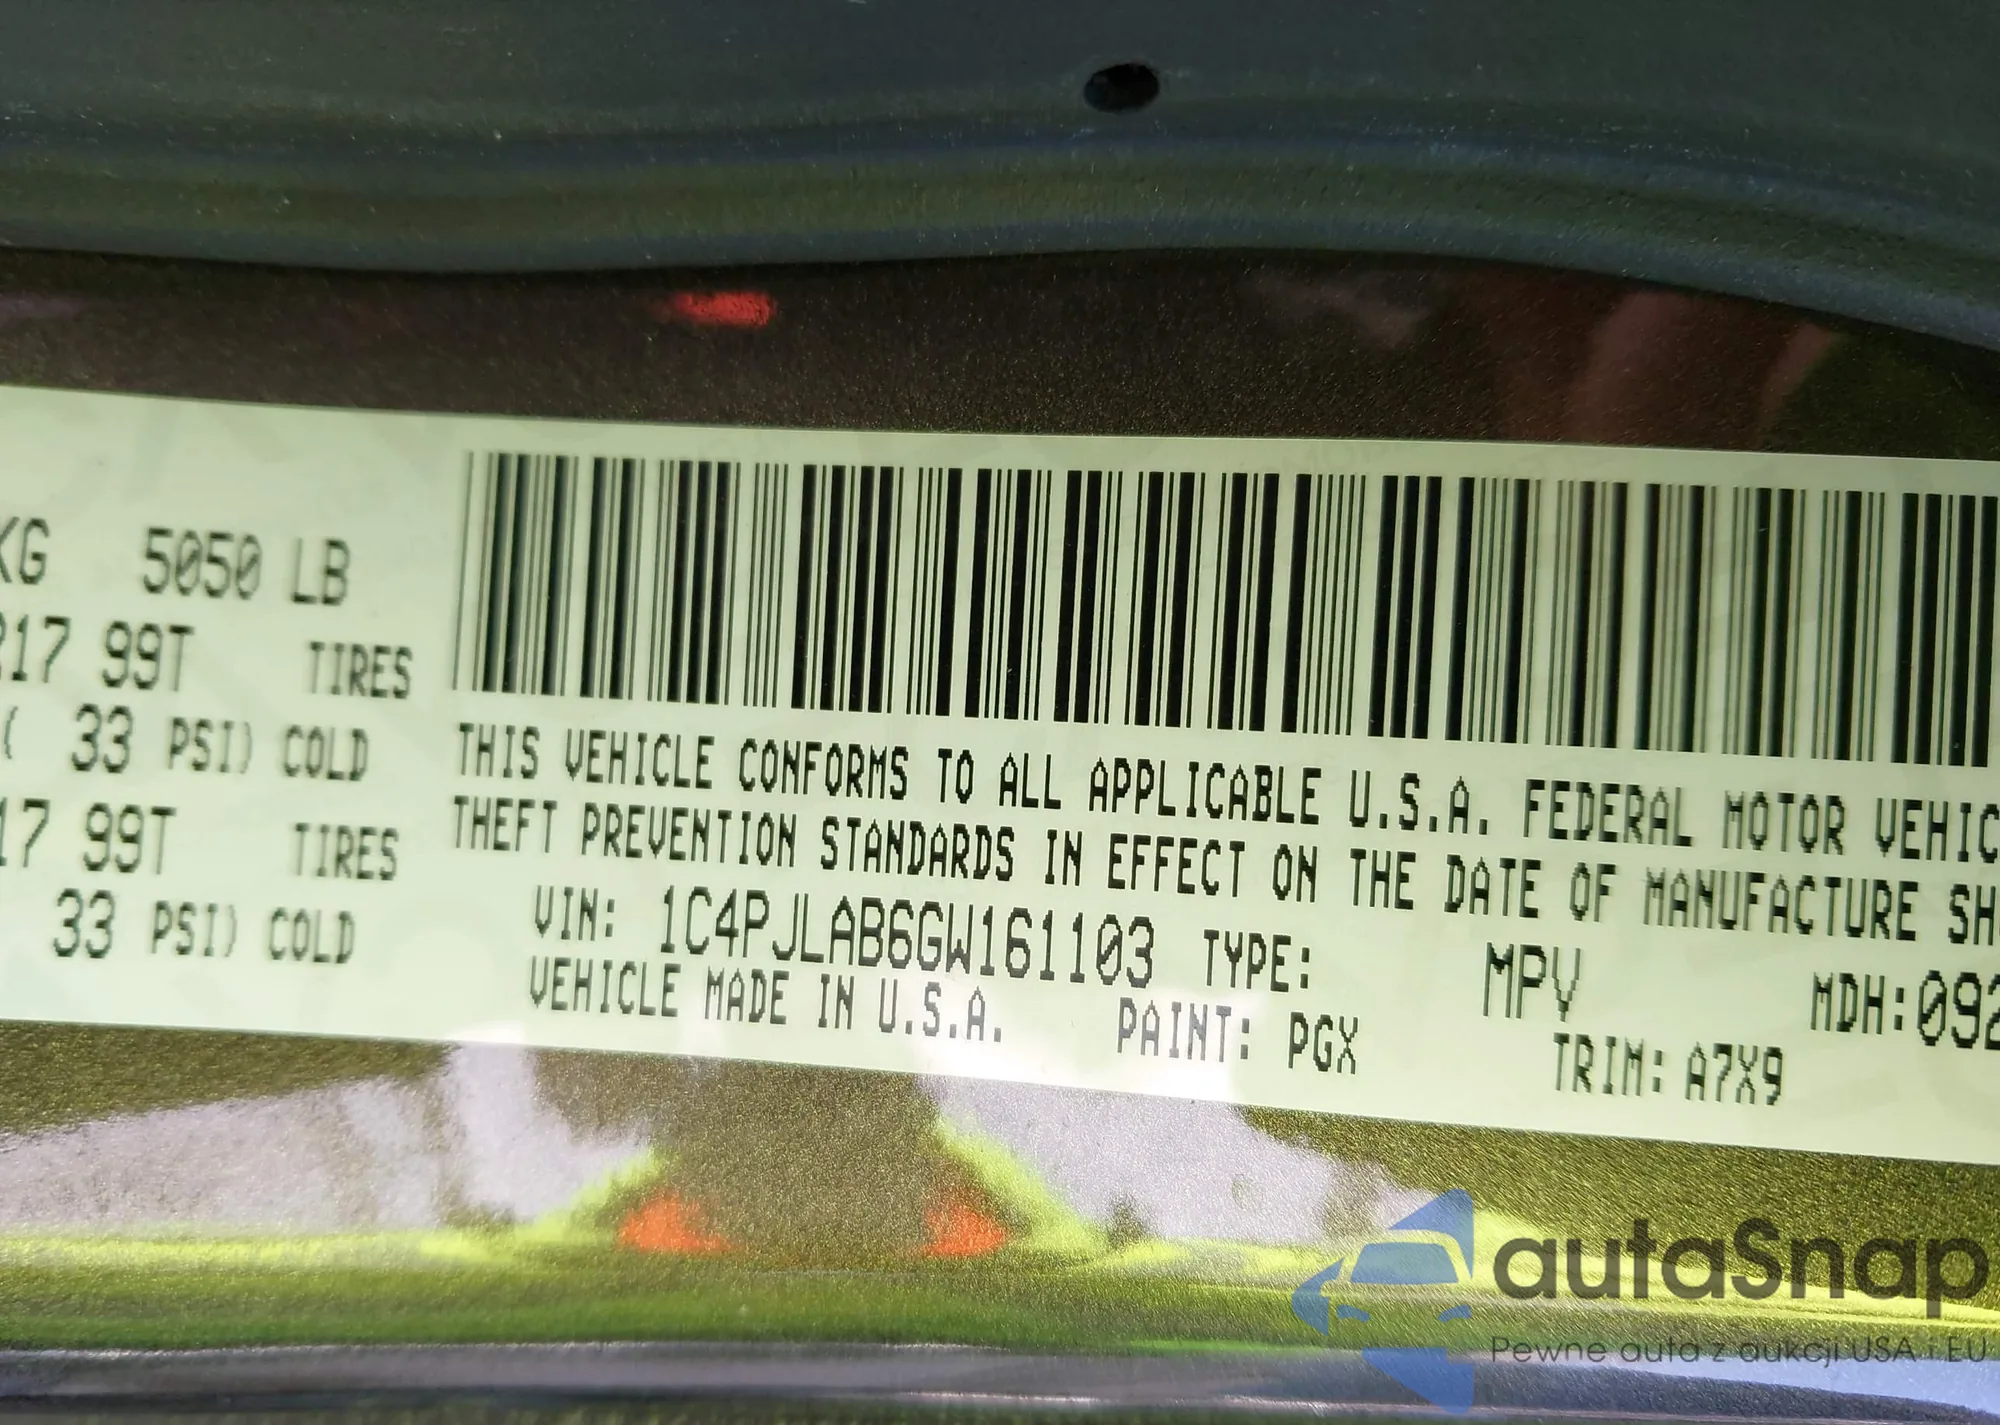 KG 5050 LB
R17 99T TIRES
( 33 PSI) COLD
17 99T TIRES
33 PSI) COLD
THIS VEHICLE CONFORMS TO ALL APPLICABLE U.S.A. FEDERAL MOTOR VEHIC
THEFT PREVENTION STANDARDS IN EFFECT ON THE DATE OF MANUFACTURE SH
VIN: 1C4PJLAB6GW161103 TYPE: MPV MDH:092
VEHICLE MADE IN U.S.A. PAINT: PGX TRIM: A7X9
autaSnap
Pewne auta z aukcji USA i EU